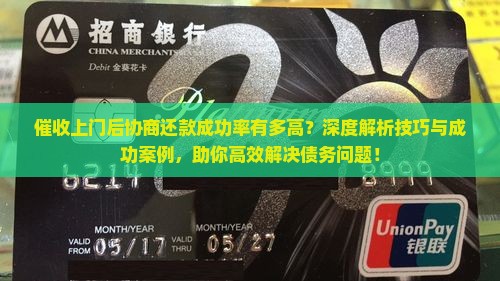 招商银行
CHINA MERCHANTS BANK
Debit 金葵花卡
催收上门后协商还款成功率有多高？深度解析技巧与成
功案例，助你高效解决债务问题！
6214
8999
MONTH/YEAR
MONTH/YEAR
VALID FROM 05/17 VALID THRU 05/27
UnionPay
银联